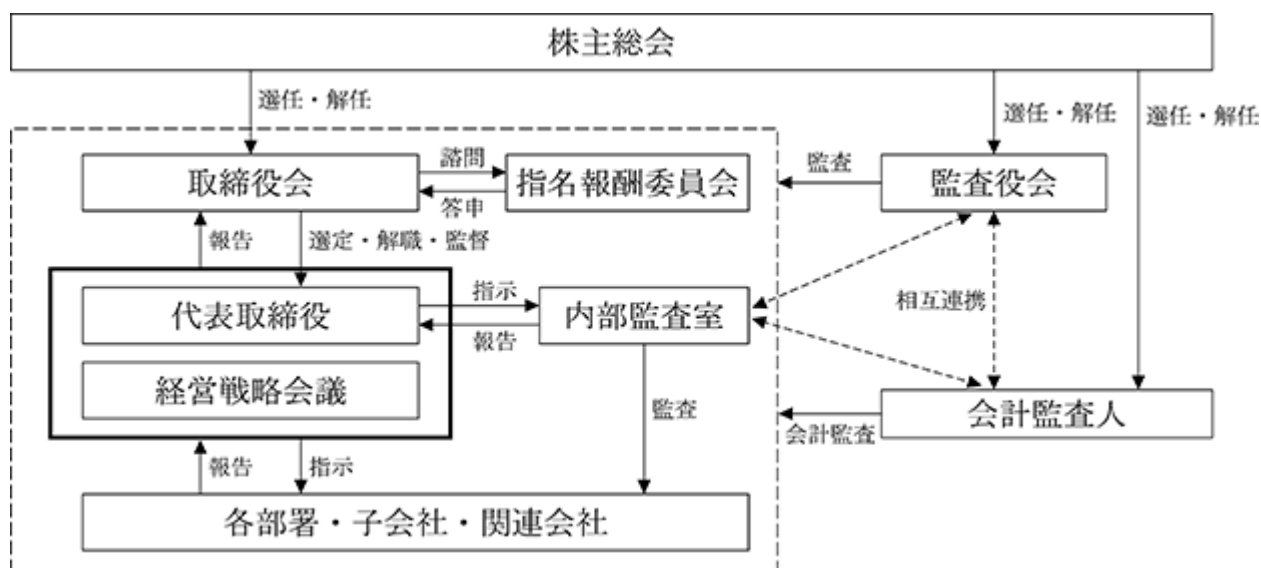 株主総会
選任・解任
選任・解任
選任・解任
取締役会
諮問
答申
指名報酬委員会
監査
監査役会
報告
選定・解職・監督
代表取締役
指示
報告
内部監査室
相互連携
経営戦略会議
監査
会計監査
会計監査人
報告
指示
各部署・子会社・関連会社